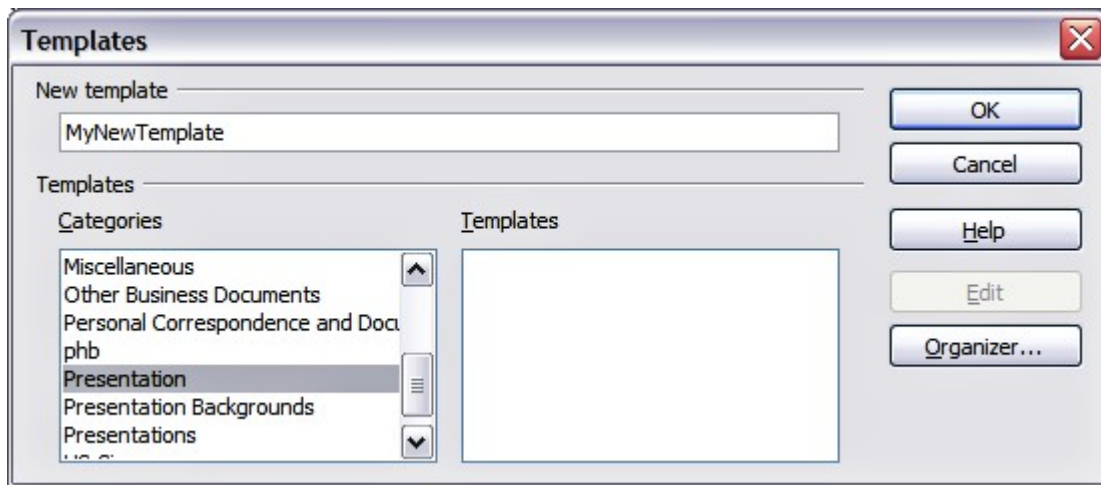 Templates
New template
MyNewTemplate
OK
Cancel
Templates
Categories
Templates
Help
Miscellaneous
Other Business Documents
Personal Correspondence and Docu
phb
Presentation
Presentation Backgrounds
Presentations
Edit
Organizer...